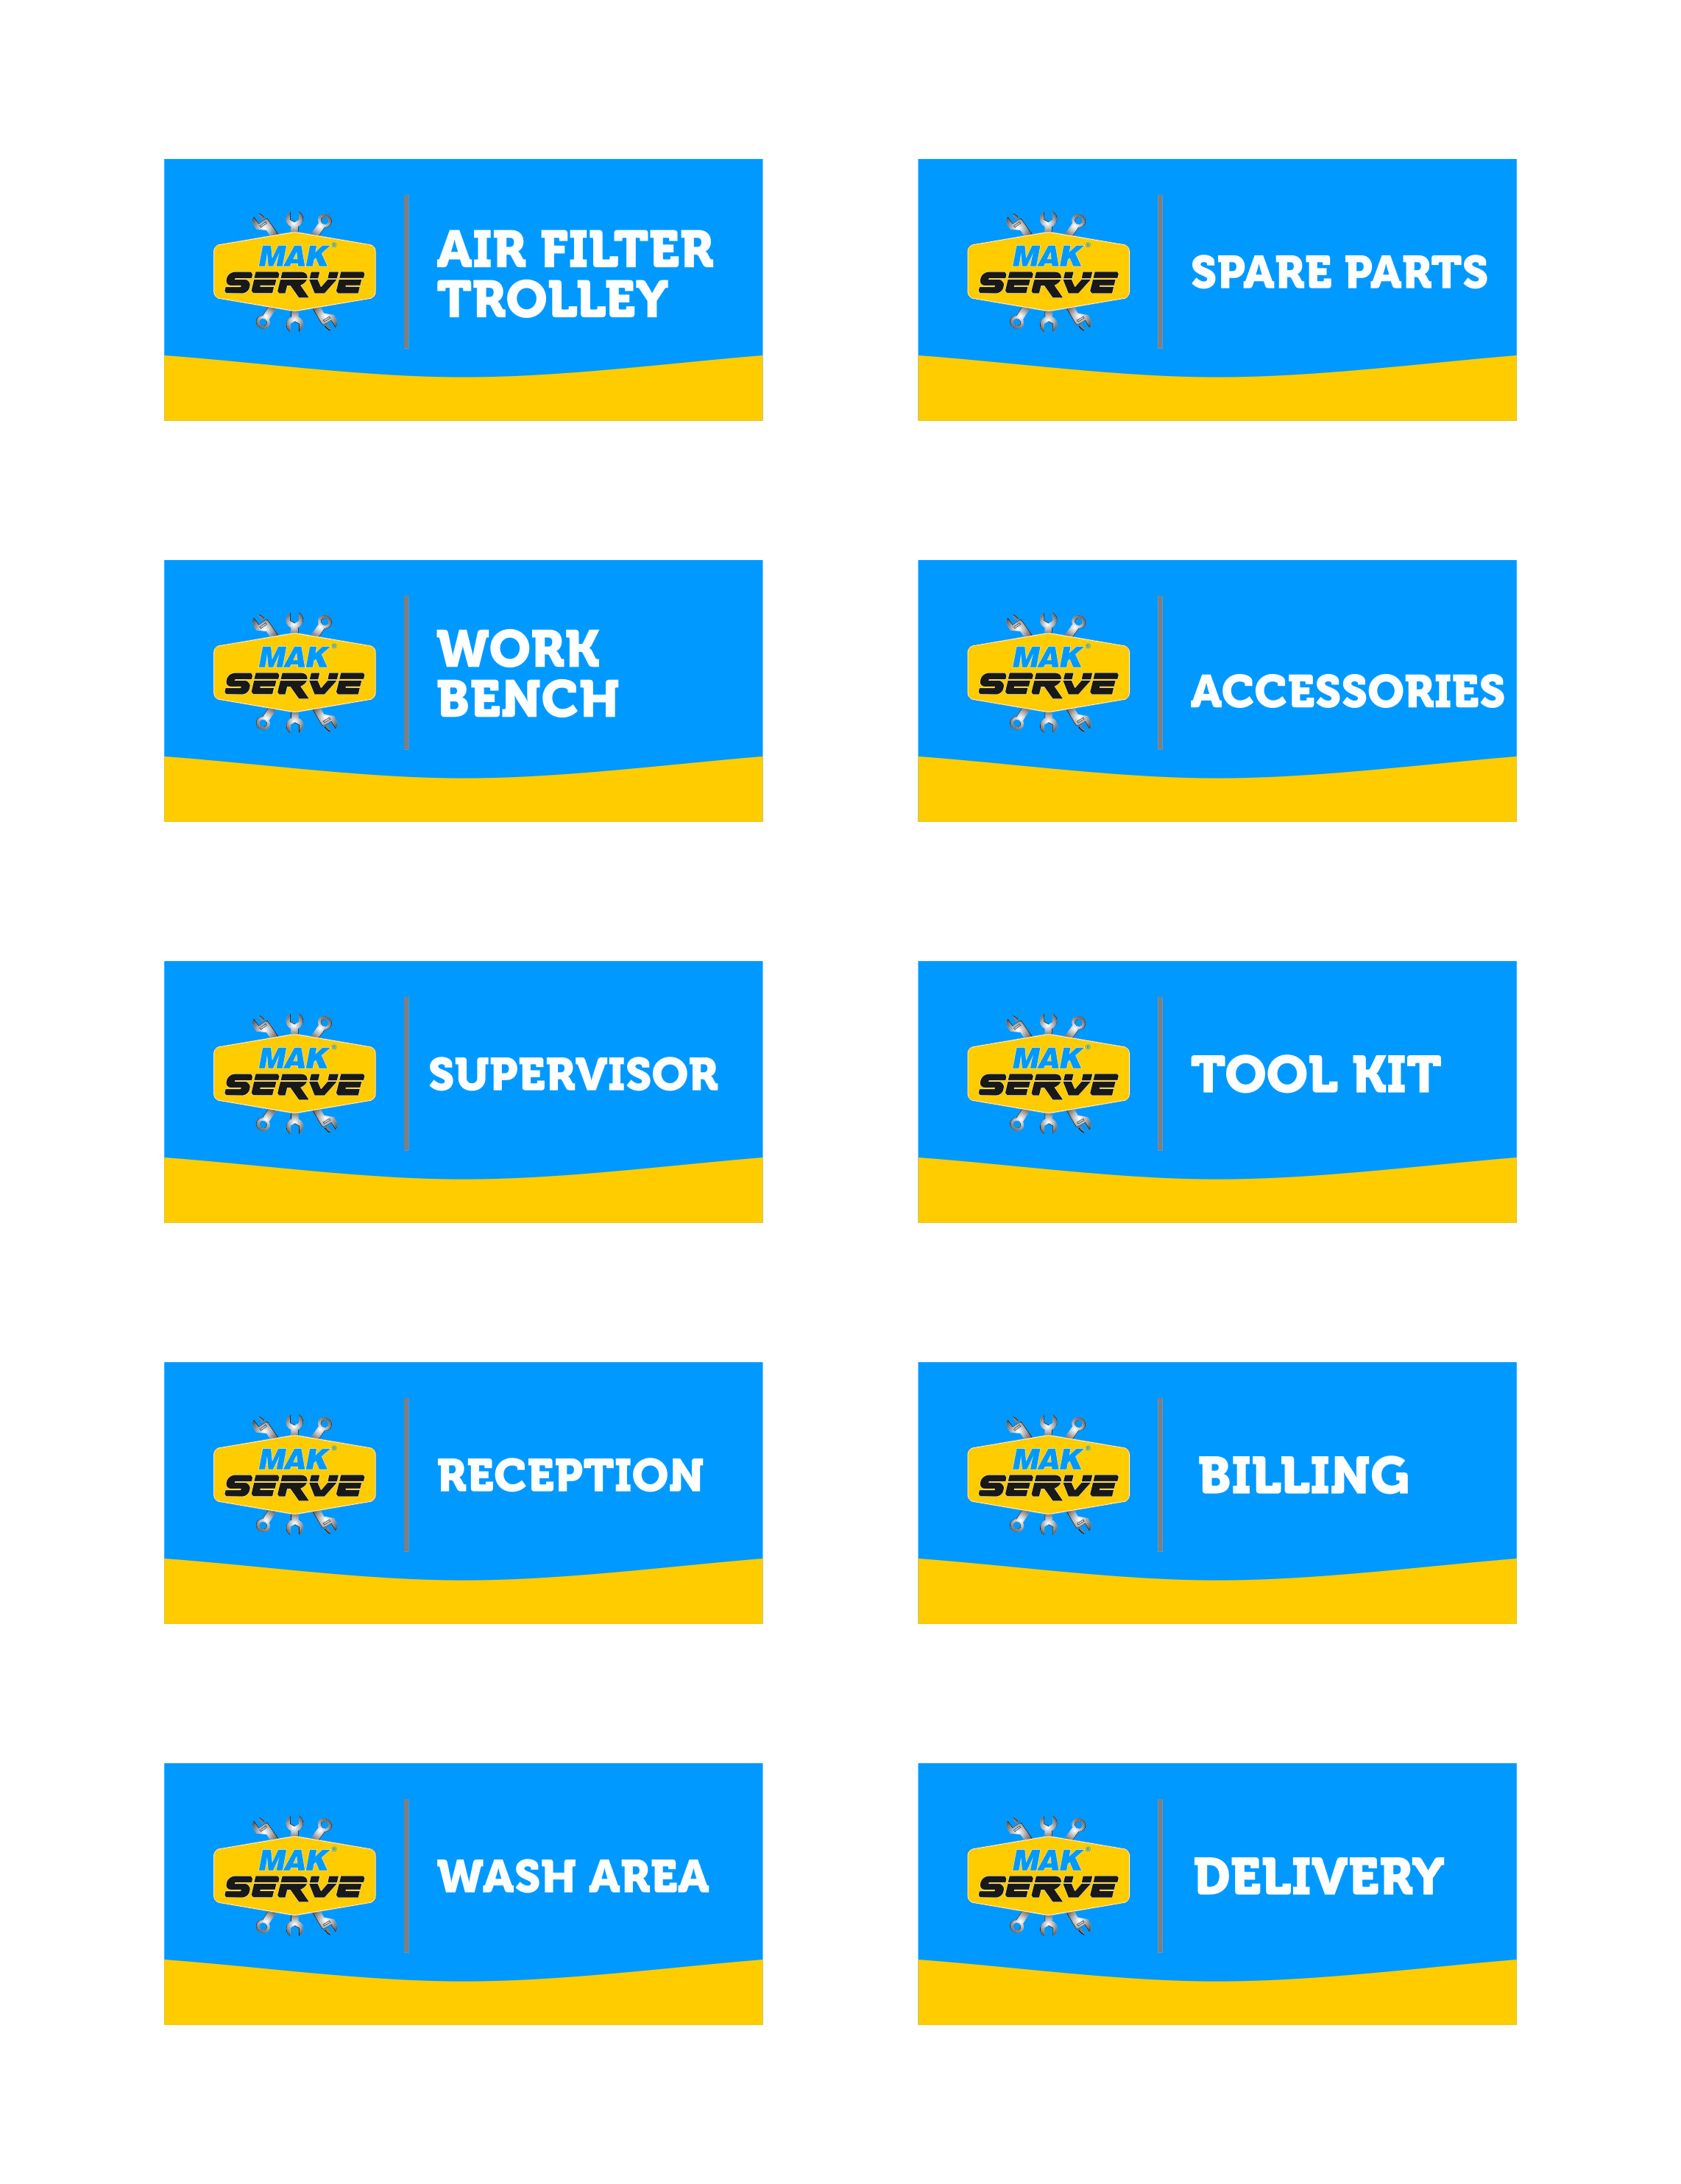 MAK®
SERVE
AIR FILTER
TROLLEY
MAK®
SERVE
SPARE PARTS
MAK®
SERVE
WORK
BENCH
MAK®
SERVE
ACCESSORIES
MAK®
SERVE
SUPERVISOR
MAK®
SERVE
TOOL KIT
MAK®
SERVE
RECEPTION
MAK®
SERVE
BILLING
MAK®
SERVE
WASH AREA
MAK®
SERVE
DELIVERY